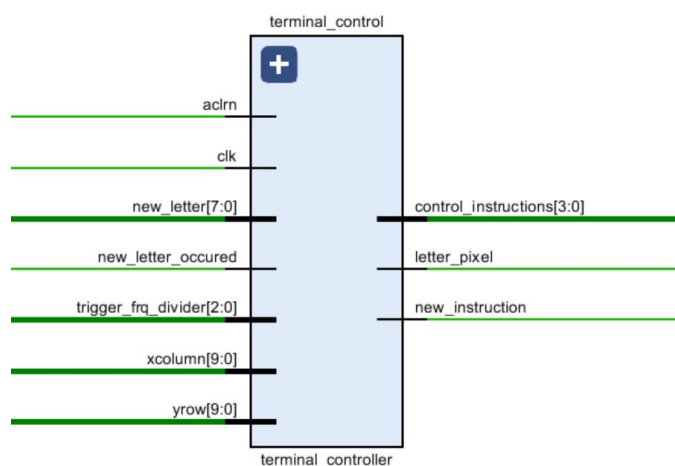 terminal_control
aclrn
clk
new_letter[7:0]
control_instructions[3:0]
new_letter_occured
letter_pixel
trigger_frq_divider[2:0]
new_instruction
xcolumn[9:0]
yrow[9:0]
terminal_controller